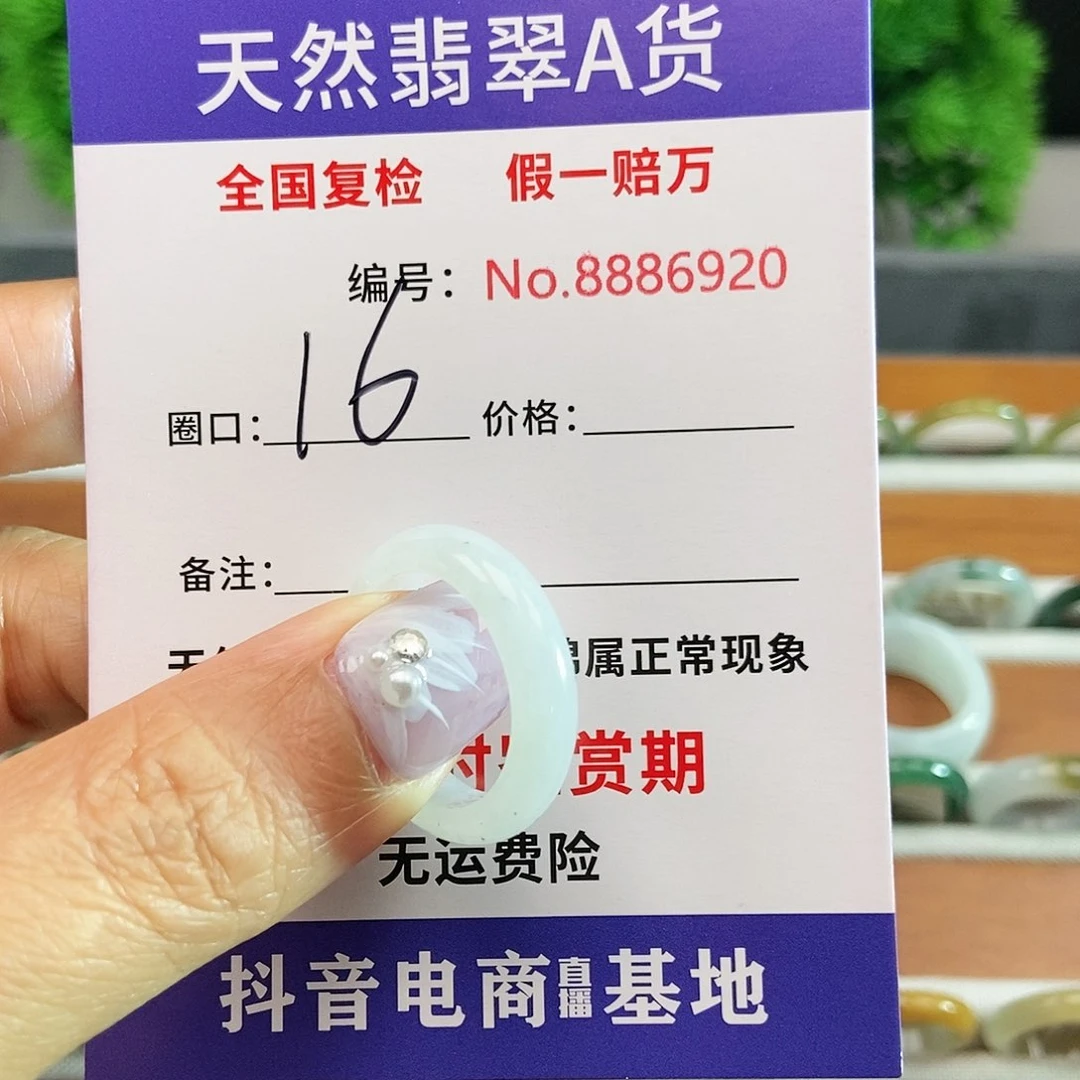 天然翡翠A货
全国复检 假一赔万
编号：No.8886920
圈口：16 价格：
备注：
天 属正常现象
赏期
无运费险
抖音电商直播基地